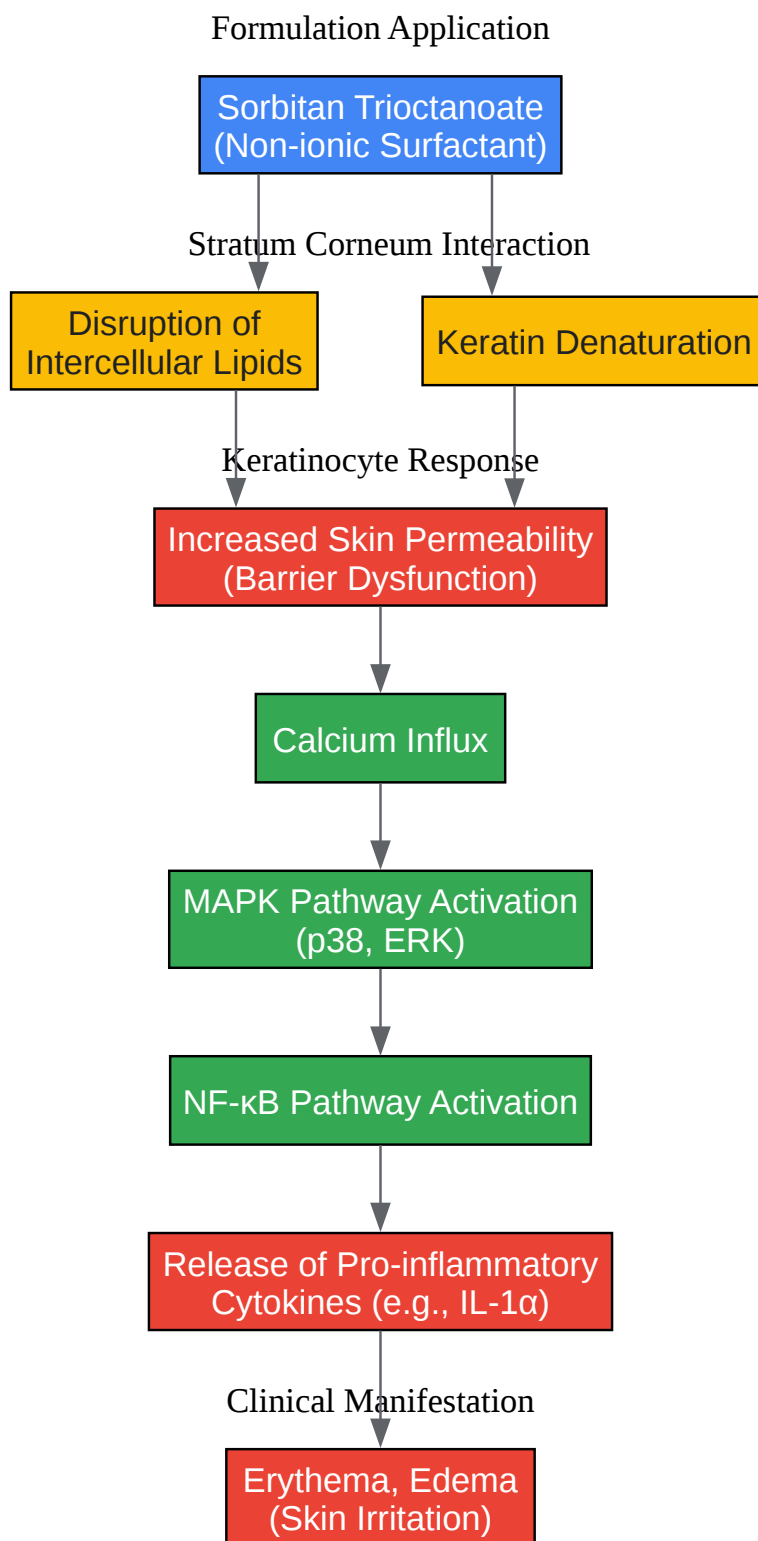 Formulation Application
Sorbitan Trioctanoate
(Non-ionic Surfactant)
Stratum Corneum Interaction
Disruption of
Intercellular Lipids
Keratin Denaturation
Keratinocyte Response
Increased Skin Permeability
(Barrier Dysfunction)
Calcium Influx
MAPK Pathway Activation
(p38, ERK)
NF-κB Pathway Activation
Release of Pro-inflammatory
Cytokines (e.g., IL-1α)
Clinical Manifestation
Erythema, Edema
(Skin Irritation)